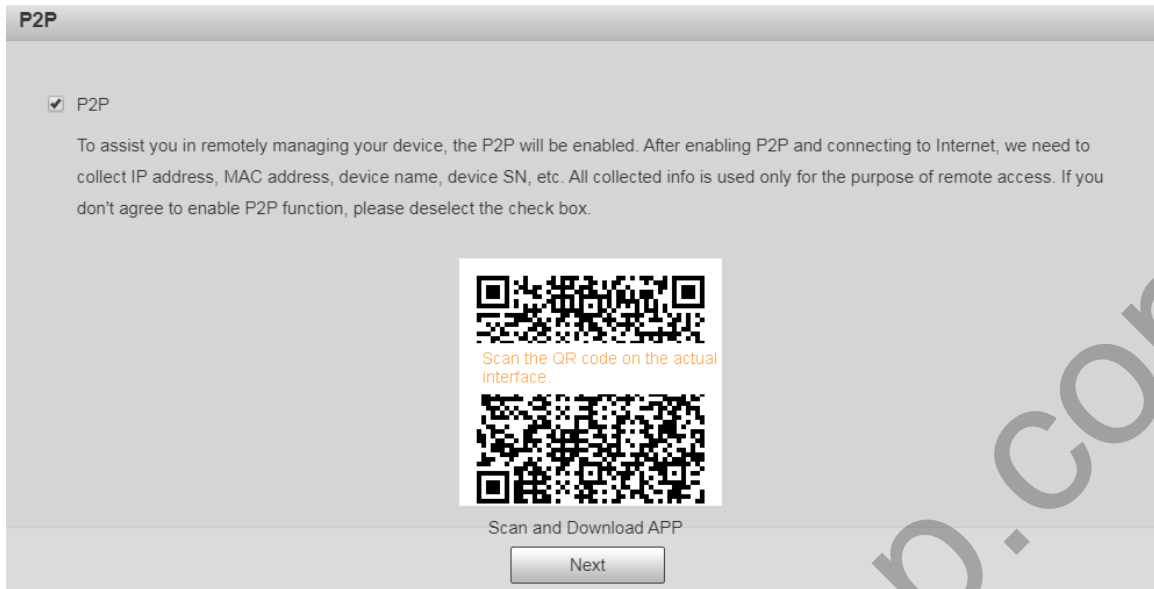 P2P
P2P
To assist you in remotely managing your device, the P2P will be enabled. After enabling P2P and connecting to Internet, we need to
collect IP address, MAC address, device name, device SN, etc. All collected info is used only for the purpose of remote access. If you
don't agree to enable P2P function, please deselect the check box.
Scan the QR code on the actual
interface.
Scan and Download APP
Next